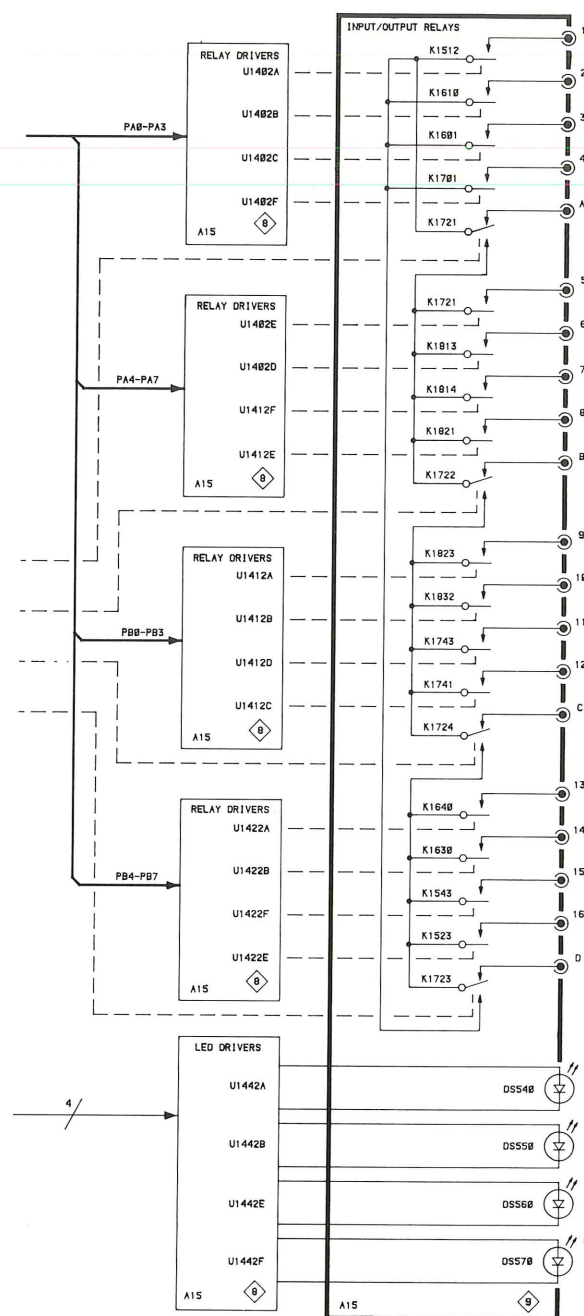 INPUT/OUTPUT RELAYS
1
K1512
RELAY DRIVERS
U1402A
2
K1610
U1402B
3
PA0-PA3
K1601
U1402C
4
K1701
U1402F
A
K1721
A15
8
5
K1721
RELAY DRIVERS
U1402E
6
K1813
U1402D
7
PA4-PA7
K1814
U1412F
8
K1821
U1412E
B
K1722
A15
8
9
K1823
RELAY DRIVERS
U1412A
10
K1832
U1412B
11
PB0-PB3
K1743
U1412D
12
K1741
U1412C
C
K1724
A15
8
13
K1640
RELAY DRIVERS
U1422A
14
K1630
U1422B
15
PB4-PB7
K1543
U1422F
16
K1523
U1422E
D
K1723
A15
8
LED DRIVERS
U1442A
DS540
4
U1442B
DS550
U1442E
DS560
U1442F
DS570
A15
8
A15
9